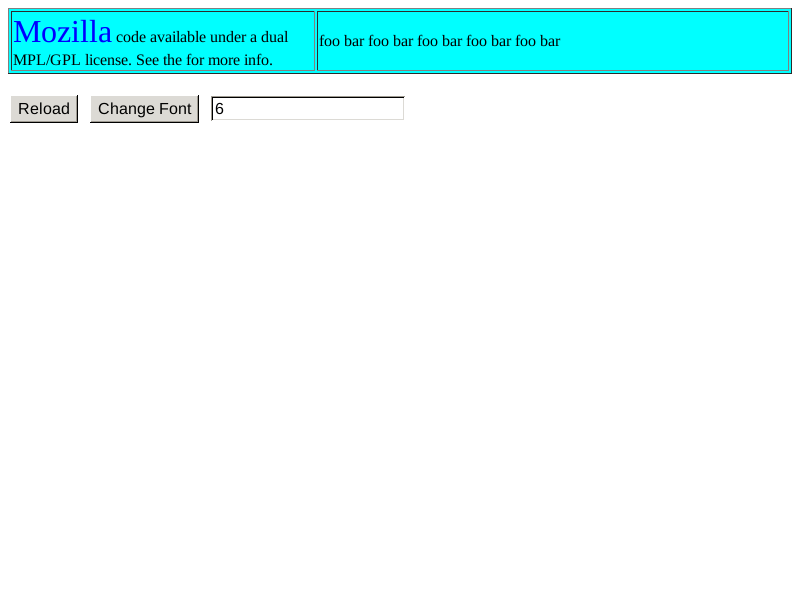 Mozilla code available under a dual
MPL/GPL license. See the for more info.
foo bar foo bar foo bar foo bar foo bar
Reload Change Font 6